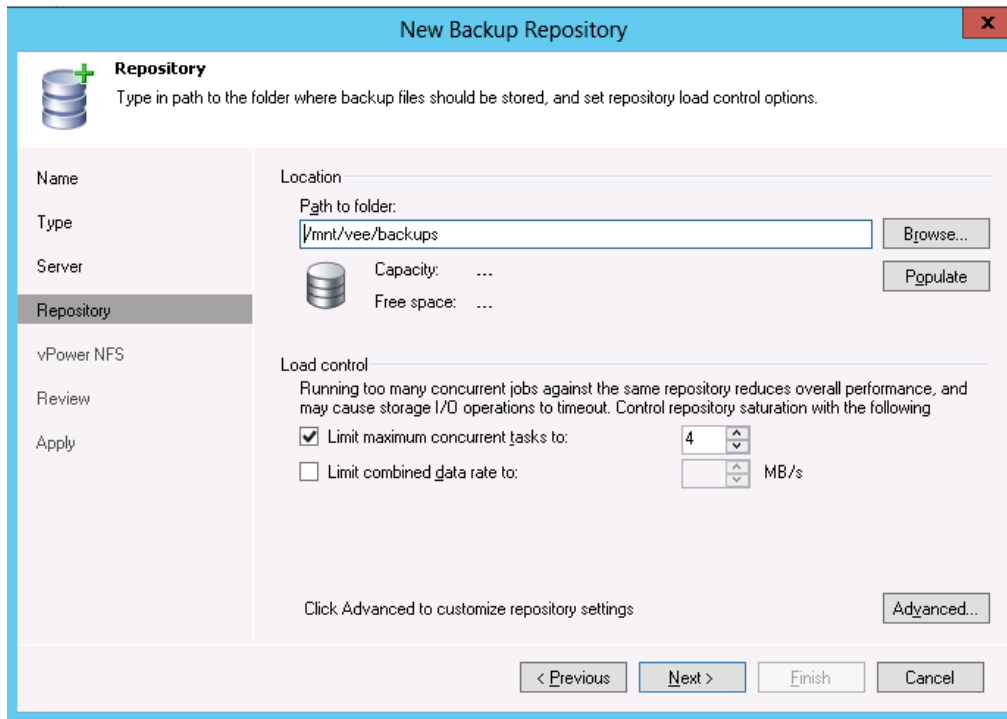 New Backup Repository
x
Repository
Type in path to the folder where backup files should be stored, and set repository load control options.
Name
Type
Server
Repository
vPower NFS
Review
Apply
Location
Path to folder:
/mnt/vee/backups
Browse...
Capacity: ...
Populate
Free space: ...
Load control
Running too many concurrent jobs against the same repository reduces overall performance, and
may cause storage I/O operations to timeout. Control repository saturation with the following
Limit maximum concurrent tasks to: 4
Limit combined data rate to: MB/s
Click Advanced to customize repository settings
Advanced...
< Previous
Next >
Finish
Cancel